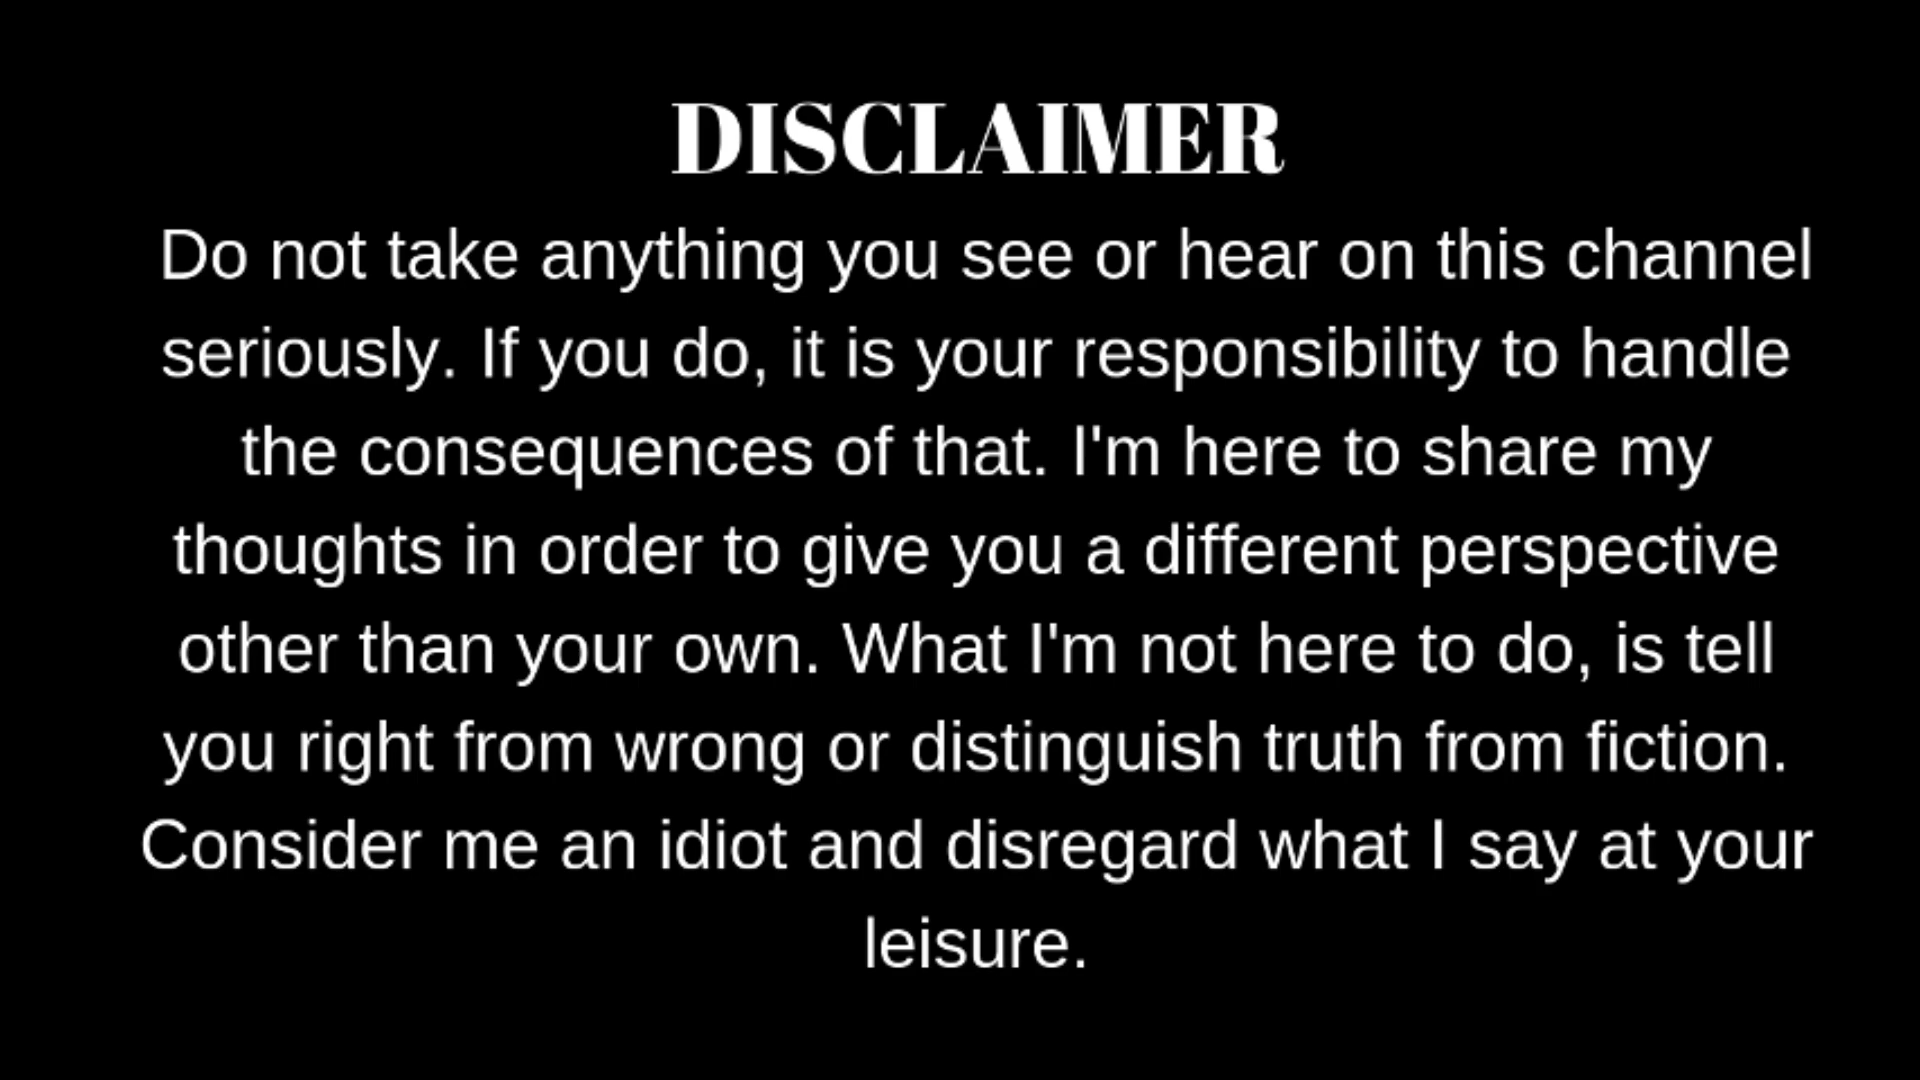 DISCLAIMER
Do not take anything you see or hear on this channel
seriously. If you do, it is your responsibility to handle
the consequences of that. I'm here to share my
thoughts in order to give you a different perspective
other than your own. What I'm not here to do, is tell
you right from wrong or distinguish truth from fiction.
Consider me an idiot and disregard what I say at your
leisure.